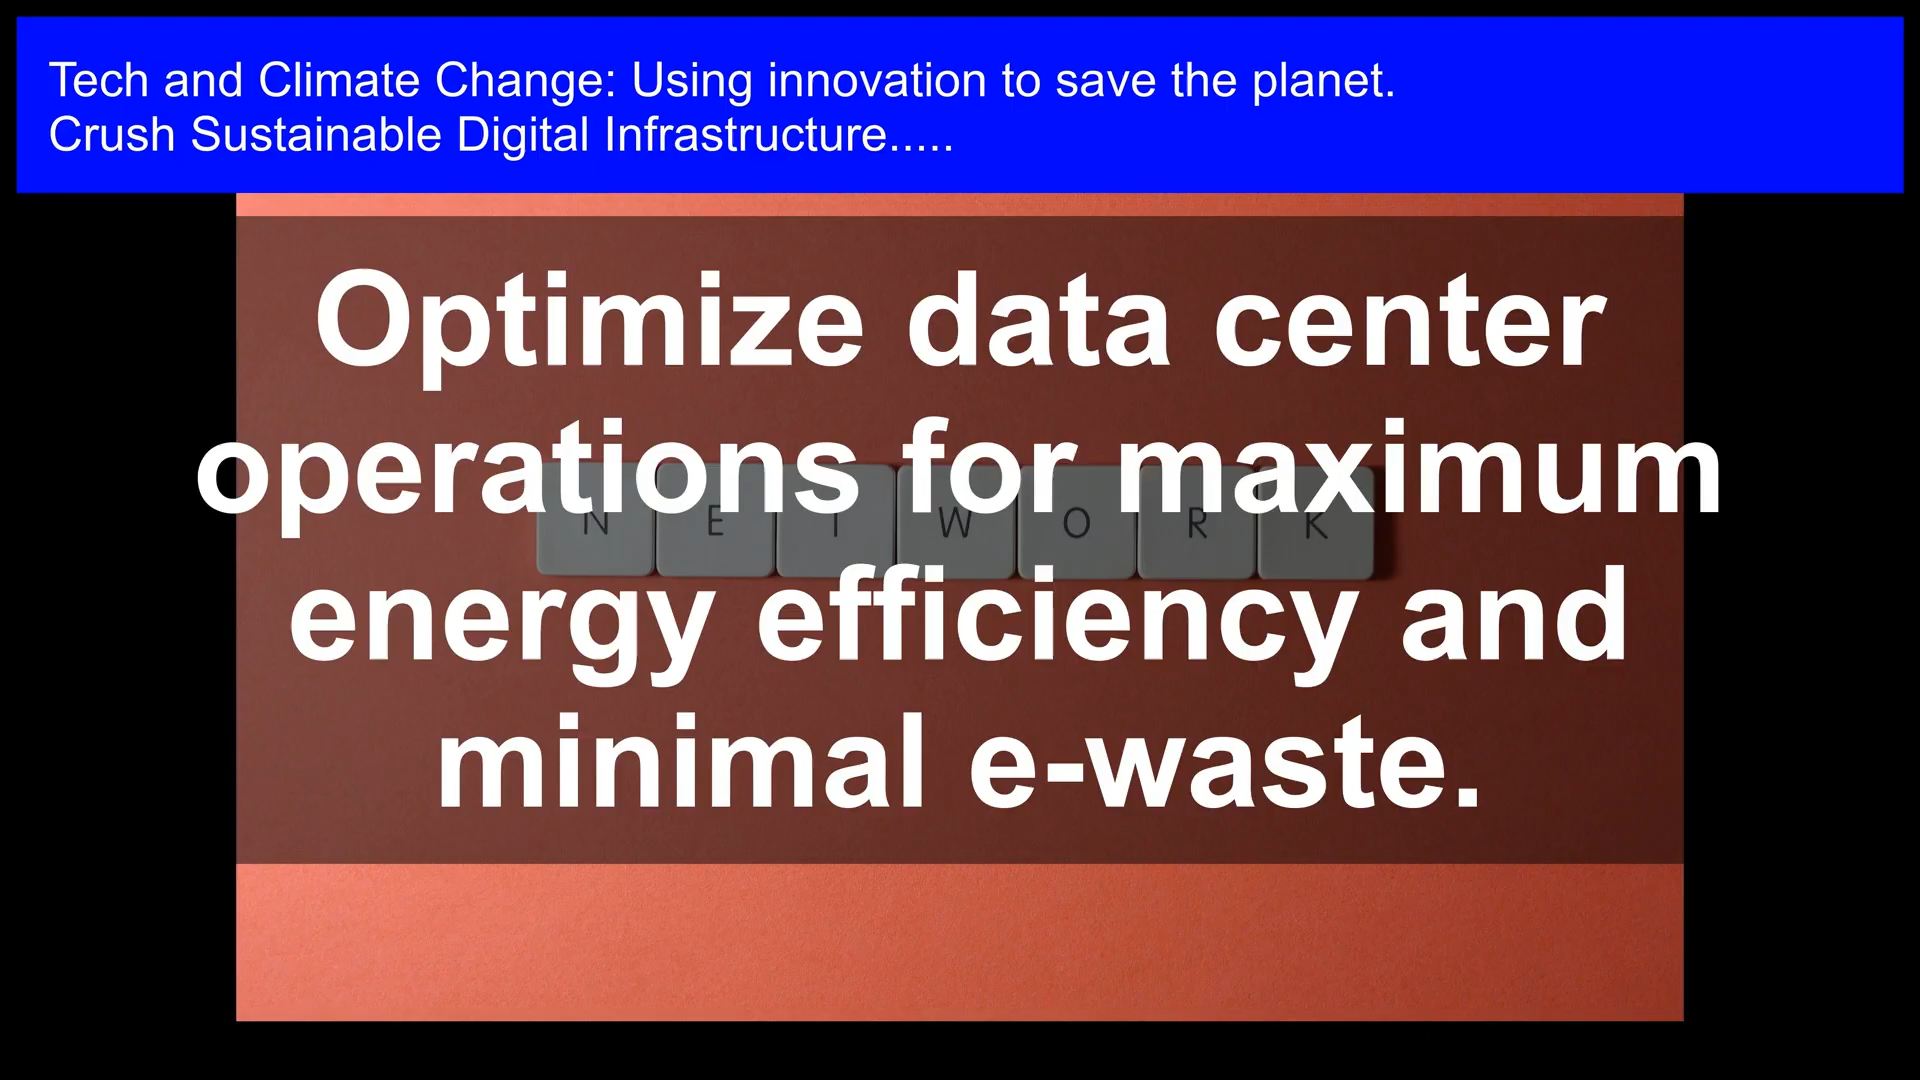 Tech and Climate Change: Using innovation to save the planet.
Crush Sustainable Digital Infrastructure.....
Optimize data center
operations for maximum
N E T W O R K
energy efficiency and
minimal e-waste.